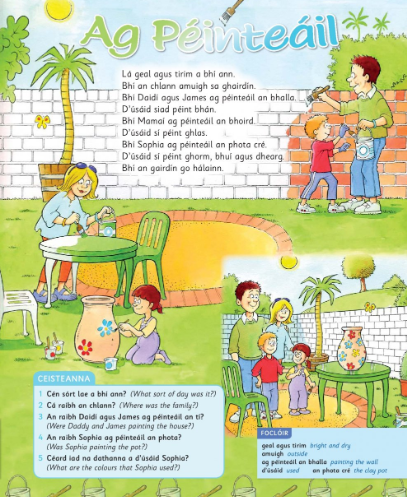 Ag Péinteáil
Lá geal agus tirim a bhí ann.
Bhí an chlann amuigh sa ghairdín.
Bhí Daidí agus James ag péinteáil an bhalla.
D'úsáid siad péint bhán.
Bhí Mamaí ag péinteáil an bhoird.
D'úsáid sí péint ghlas.
Bhí Sophia ag péinteáil an phota cré.
D'úsáid sí péint ghorm, bhuí agus dhearg.
Bhí an gairdín go hálainn.
CEISTEANNA
1 Cén sórt lae a bhí ann? (What sort of day was it?)
2 Cá raibh an chlann? (Where was the family?)
3 An raibh Daidí agus James ag péinteáil an tí?
(Were Daddy and James painting the house?)
4 An raibh Sophia ag péinteáil an phota?
(Was Sophia painting the pot?)
5 Céard iad na dathanna a d'úsáid Sophia?
(What are the colours that Sophia used?)
FOCLÓIR
geal agus tirim bright and dry
amuigh outside
ag péinteáil an bhalla painting the wall
d'úsáid used an phota cré the clay pot